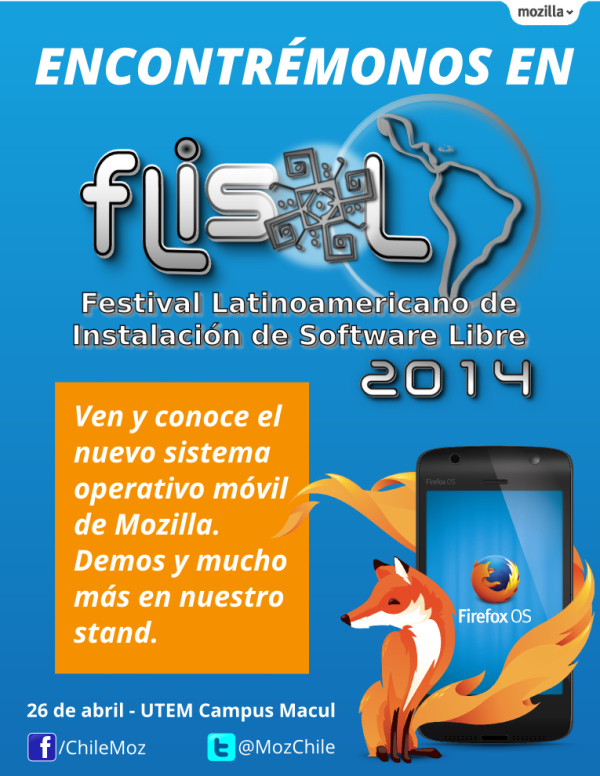 mozilla
ENCONTRÉMONOS EN
fLisoL
Festival Latinoamericano de
Instalación de Software Libre
2014
Ven y conoce el
nuevo sistema
operativo móvil
de Mozilla.
Demos y mucho
más en nuestro
stand.
Firefox OS
Firefox OS
26 de abril - UTEM Campus Macul
f /ChileMoz
t @MozChile